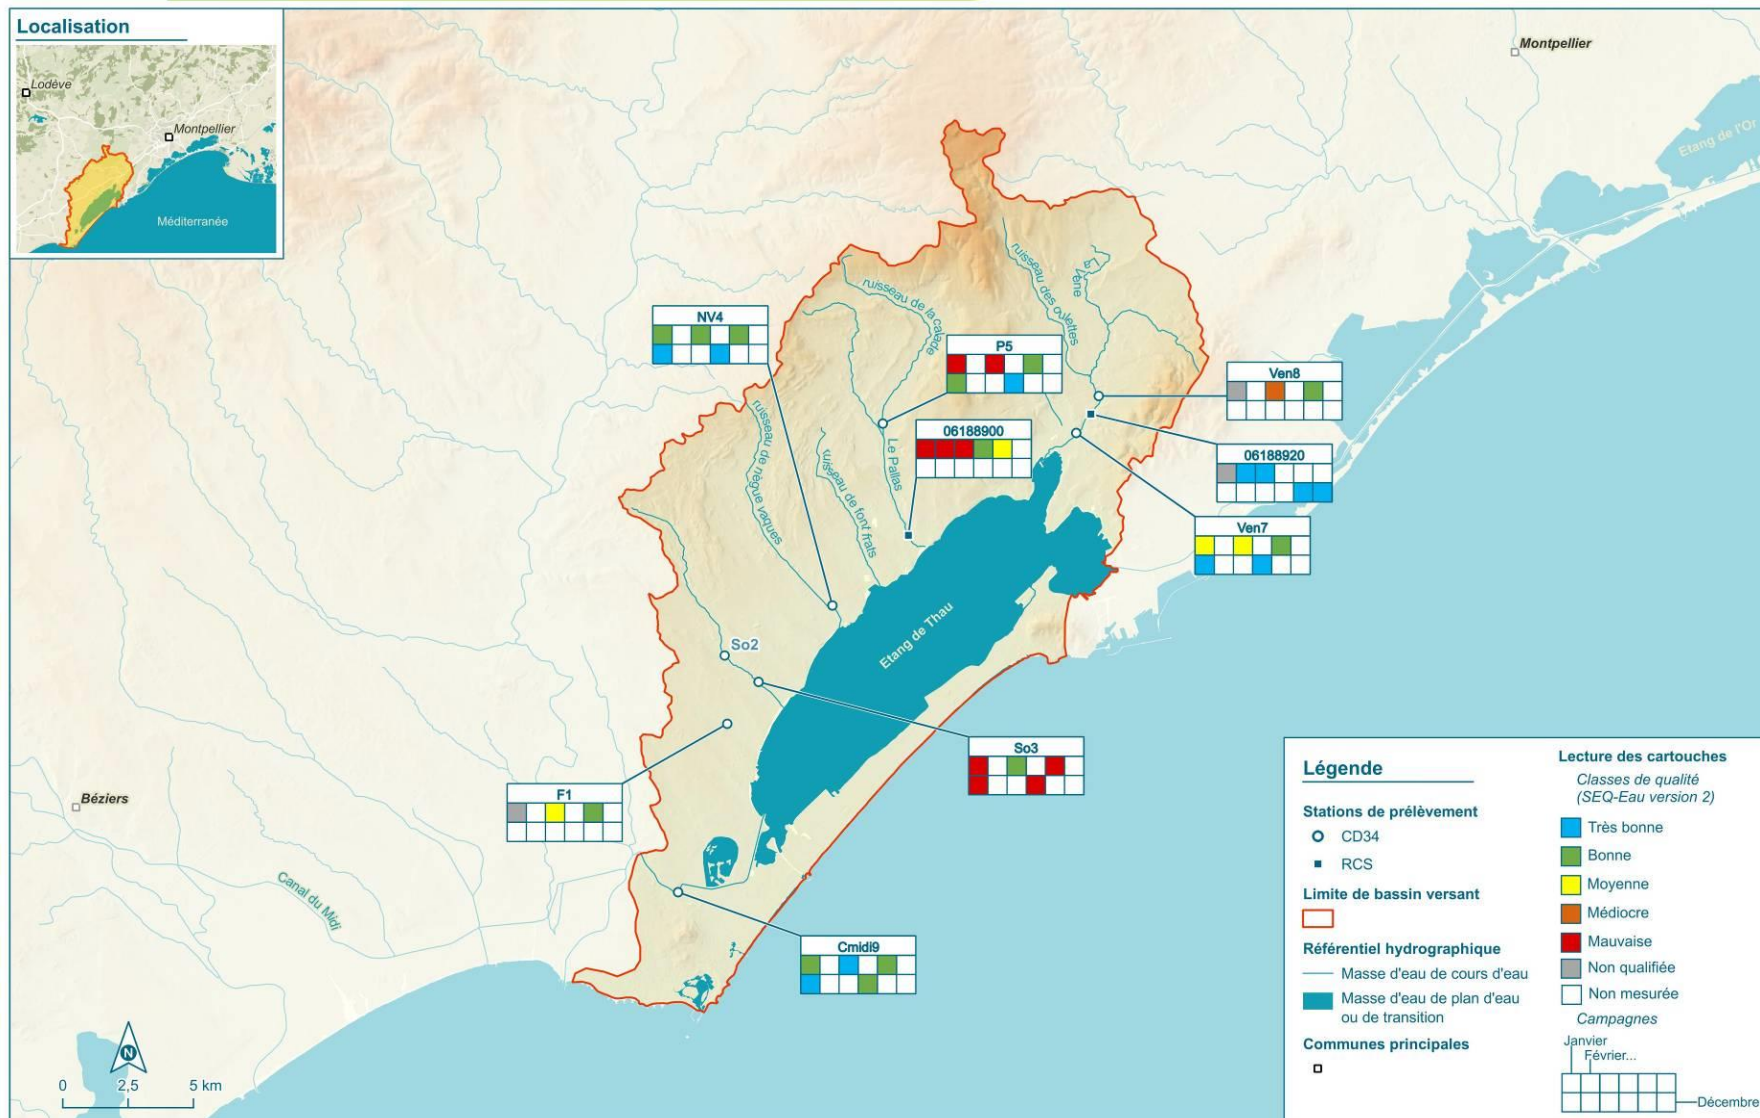 Localisation
Lodève
Montpellier
Méditerranée
Montpellier
Etang de l'Or
ruisseau des oulettes
La Vène
ruisseau de la calade
NV4
P5
Ven8
06188900
06188920
Ven7
Le Pallas
ruisseau de nègue vaques
ruisseau de font frats
Etang de Thau
So2
So3
F1
Béziers
Canal du Midi
Cmidi9
N
0 2,5 5 km
Légende
Stations de prélèvement
CD34
RCS
Limite de bassin versant
Référentiel hydrographique
Masse d'eau de cours d'eau
Masse d'eau de plan d'eau
ou de transition
Communes principales
Lecture des cartouches
Classes de qualité
(SEQ-Eau version 2)
Très bonne
Bonne
Moyenne
Médiocre
Mauvaise
Non qualifiée
Non mesurée
Campagnes
Janvier
Février...
Décembre